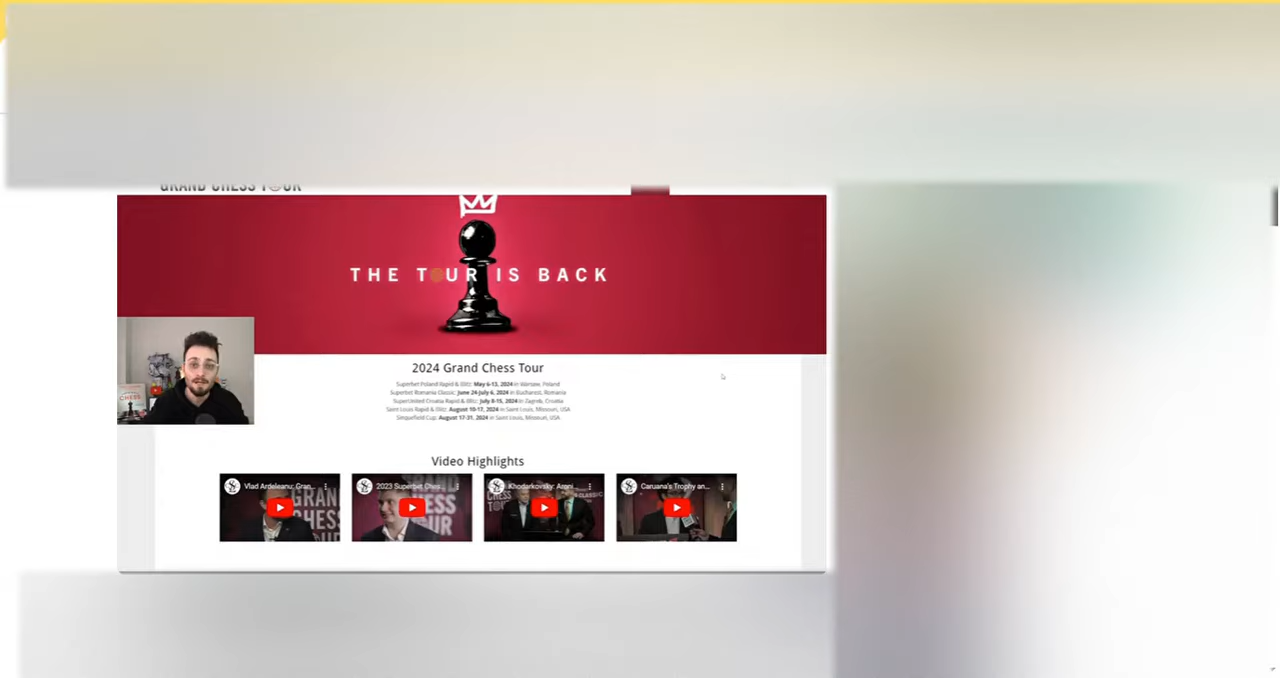 GRAND CHESS TOUR
THE TOUR IS BACK
2024 Grand Chess Tour
Superbet Poland Rapid & Blitz: May 6-13, 2024 in Warsaw, Poland
Superbet Romania Classic: June 24-July 6, 2024 in Bucharest, Romania
SuperUnited Croatia Rapid & Blitz: July 8-15, 2024 in Zagreb, Croatia
Saint Louis Rapid & Blitz: August 10-17, 2024 in Saint Louis, Missouri, USA
Sinquefield Cup: August 17-31, 2024 in Saint Louis, Missouri, USA
Video Highlights
Vlad Ardeleanu: Gran...
2023 Superbet Ches...
Khodarkovsky: Aroni...
Caruana's Trophy an...
CHESS